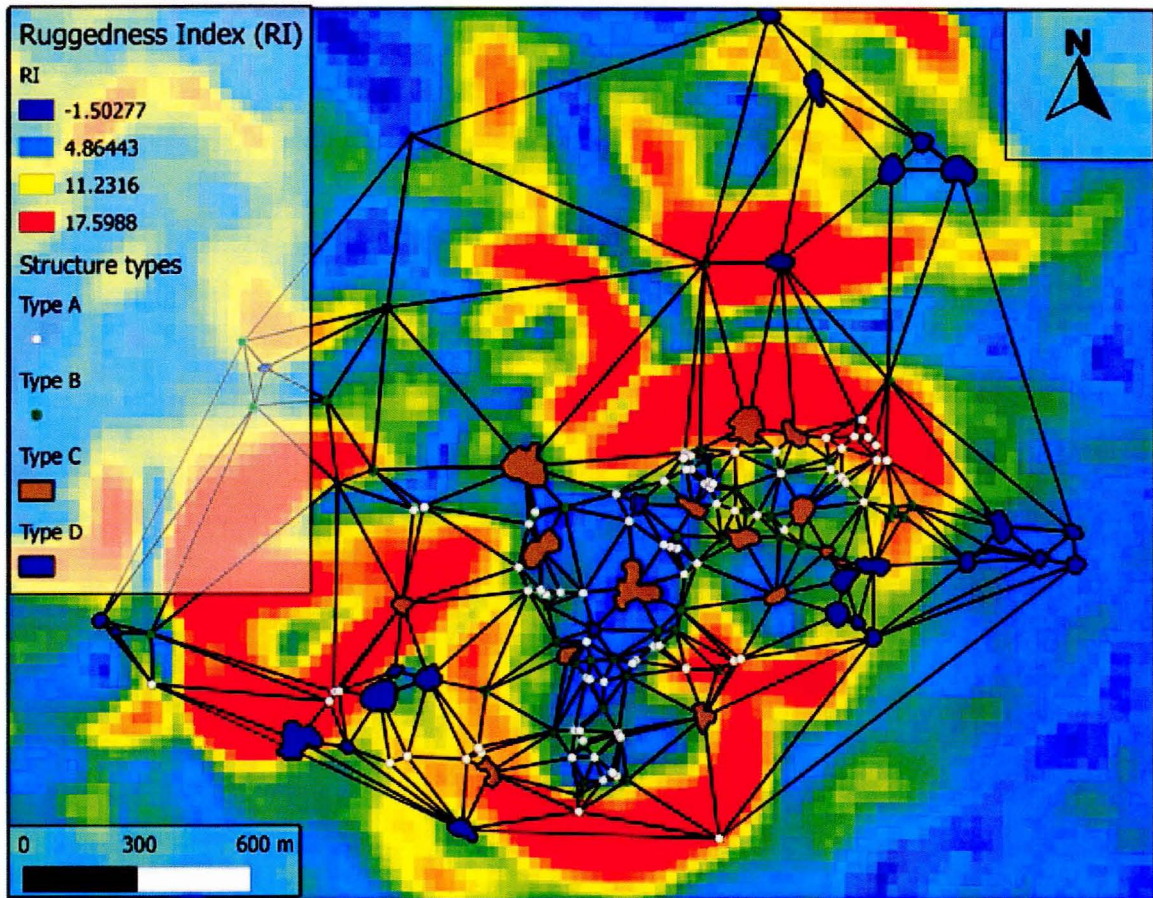 Ruggedness Index (RI)
RI
-1.50277
4.86443
11.2316
17.5988
Structure types
Type A
Type B
Type C
Type D
N
0 300 600 m